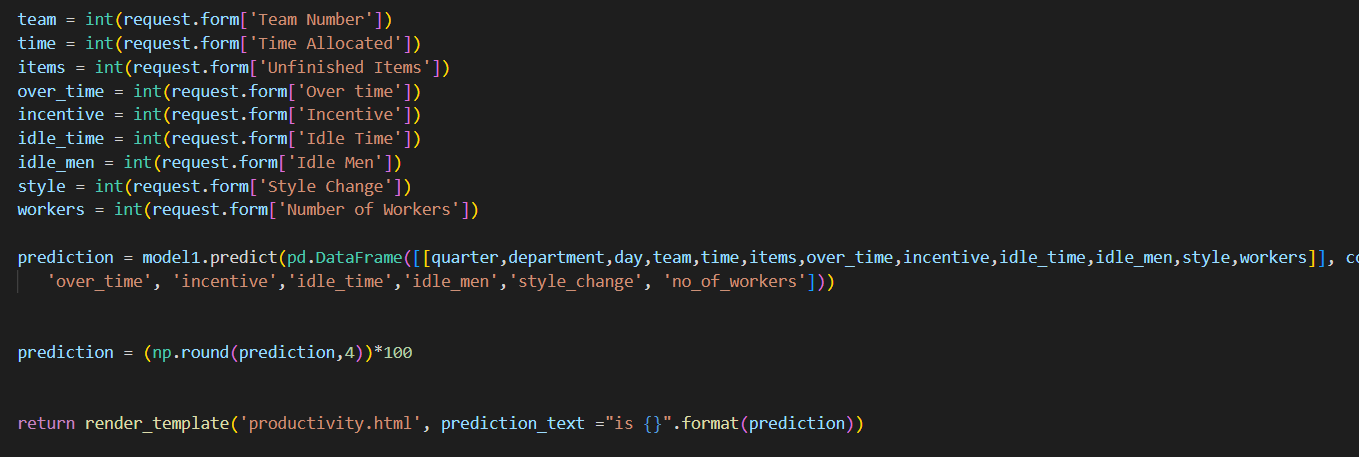 team = int(request.form['Team Number'])
time = int(request.form['Time Allocated'])
items = int(request.form['Unfinished Items'])
over_time = int(request.form['Over time'])
incentive = int(request.form['Incentive'])
idle_time = int(request.form['Idle Time'])
idle_men = int(request.form['Idle Men'])
style = int(request.form['Style Change'])
workers = int(request.form['Number of Workers'])
prediction = model1.predict(pd.DataFrame([[quarter,department,day,team,time,items,over_time,incentive,idle_time,idle_men,style,workers]], co
'over_time', 'incentive','idle_time','idle_men','style_change', 'no_of_workers']))
prediction = (np.round(prediction,4))*100
return render_template('productivity.html', prediction_text ="is {}".format(prediction))